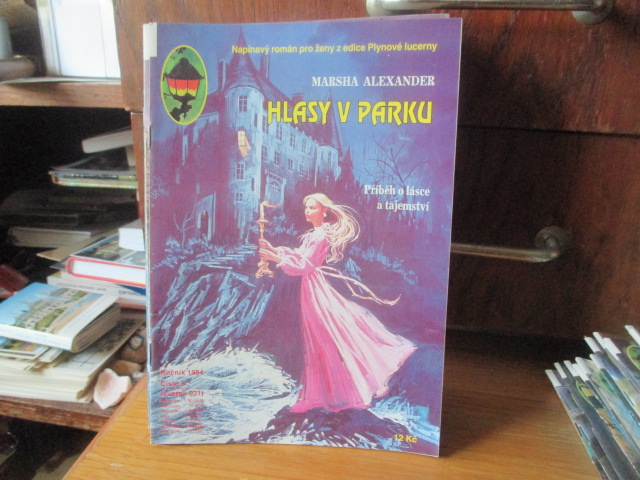 Napínavý román pro ženy z edice Plynové lucerny
MARSHA ALEXANDER
HLASY V PARKU
Příběh o lásce
a tajemství
Ročník 1994
12 Kč